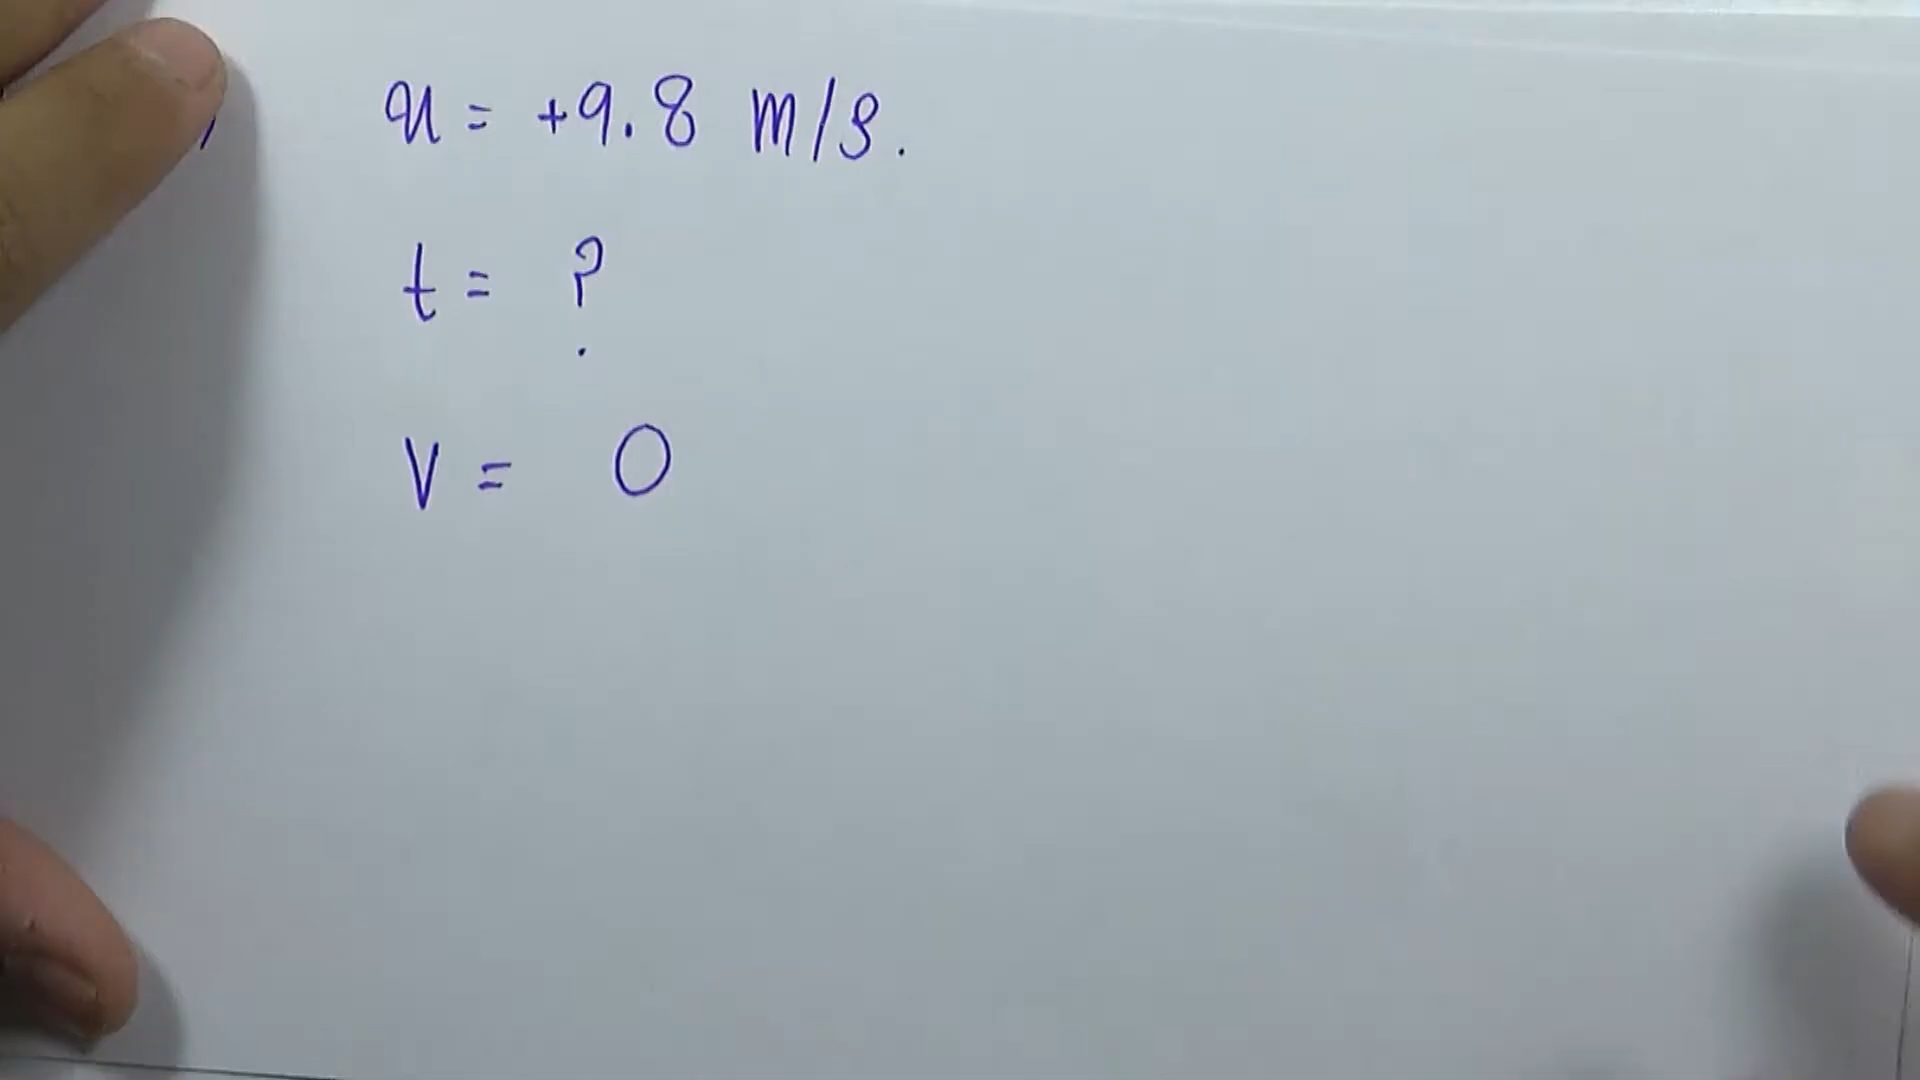 u = +9.8 m/s.
t = ?
v = 0